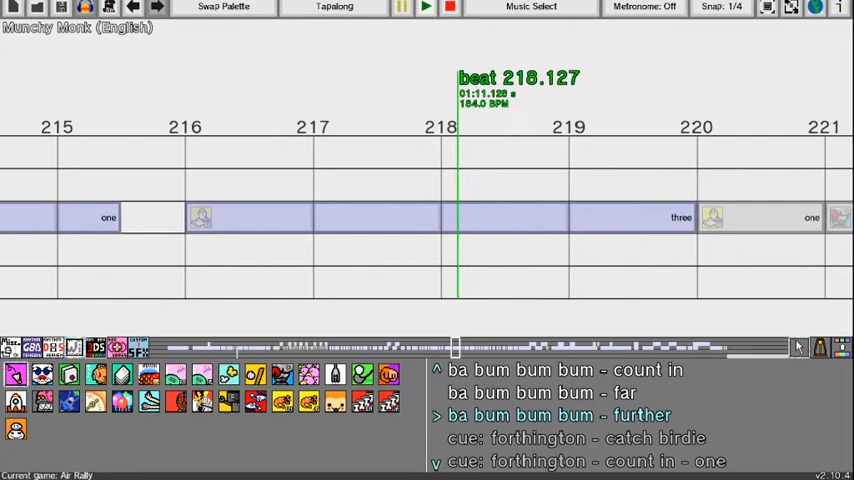 Swap Palette Tapalong Music Select Metronome: Off Snap: 1/4
Munchy Monk (English)
beat 218.127
01:11.128 s
184.0 BPM
215 216 217 218 219 220 221
one three one
^ ba bum bum bum - count in
ba bum bum bum - far
> ba bum bum bum - further
cue: forthington - catch birdie
v cue: forthington - count in - one
Current game: Air Rally v2.10.4